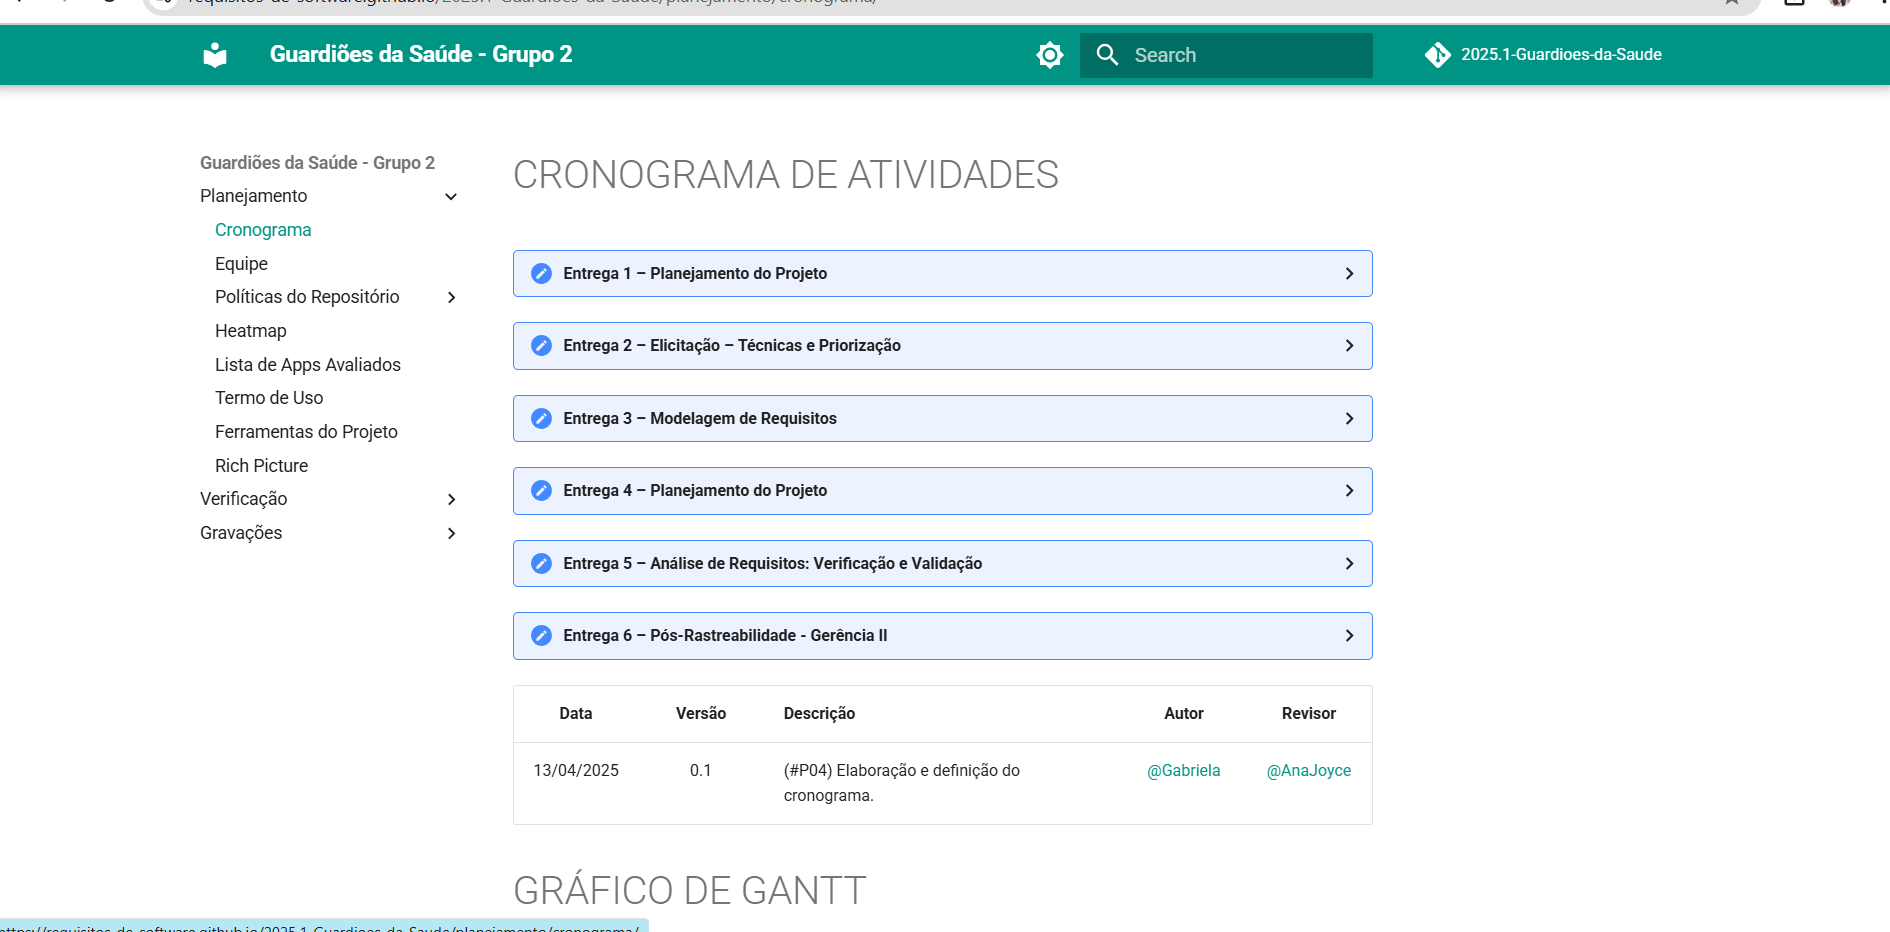 Guardiões da Saúde - Grupo 2
Search
2025.1-Guardioes-da-Saude
Guardiões da Saúde - Grupo 2
Planejamento
Cronograma
Equipe
Políticas do Repositório
Heatmap
Lista de Apps Avaliados
Termo de Uso
Ferramentas do Projeto
Rich Picture
Verificação
Gravações
CRONOGRAMA DE ATIVIDADES
Entrega 1 – Planejamento do Projeto
Entrega 2 – Elicitação – Técnicas e Priorização
Entrega 3 – Modelagem de Requisitos
Entrega 4 – Planejamento do Projeto
Entrega 5 – Análise de Requisitos: Verificação e Validação
Entrega 6 – Pós-Rastreabilidade - Gerência II
Data Versão Descrição Autor Revisor
13/04/2025 0.1 (#P04) Elaboração e definição do @Gabriela @AnaJoyce
cronograma.
GRÁFICO DE GANTT
https://requisitos-de-software.github.io/2025.1-Guardioes-da-Saude/planejamento/cronograma/